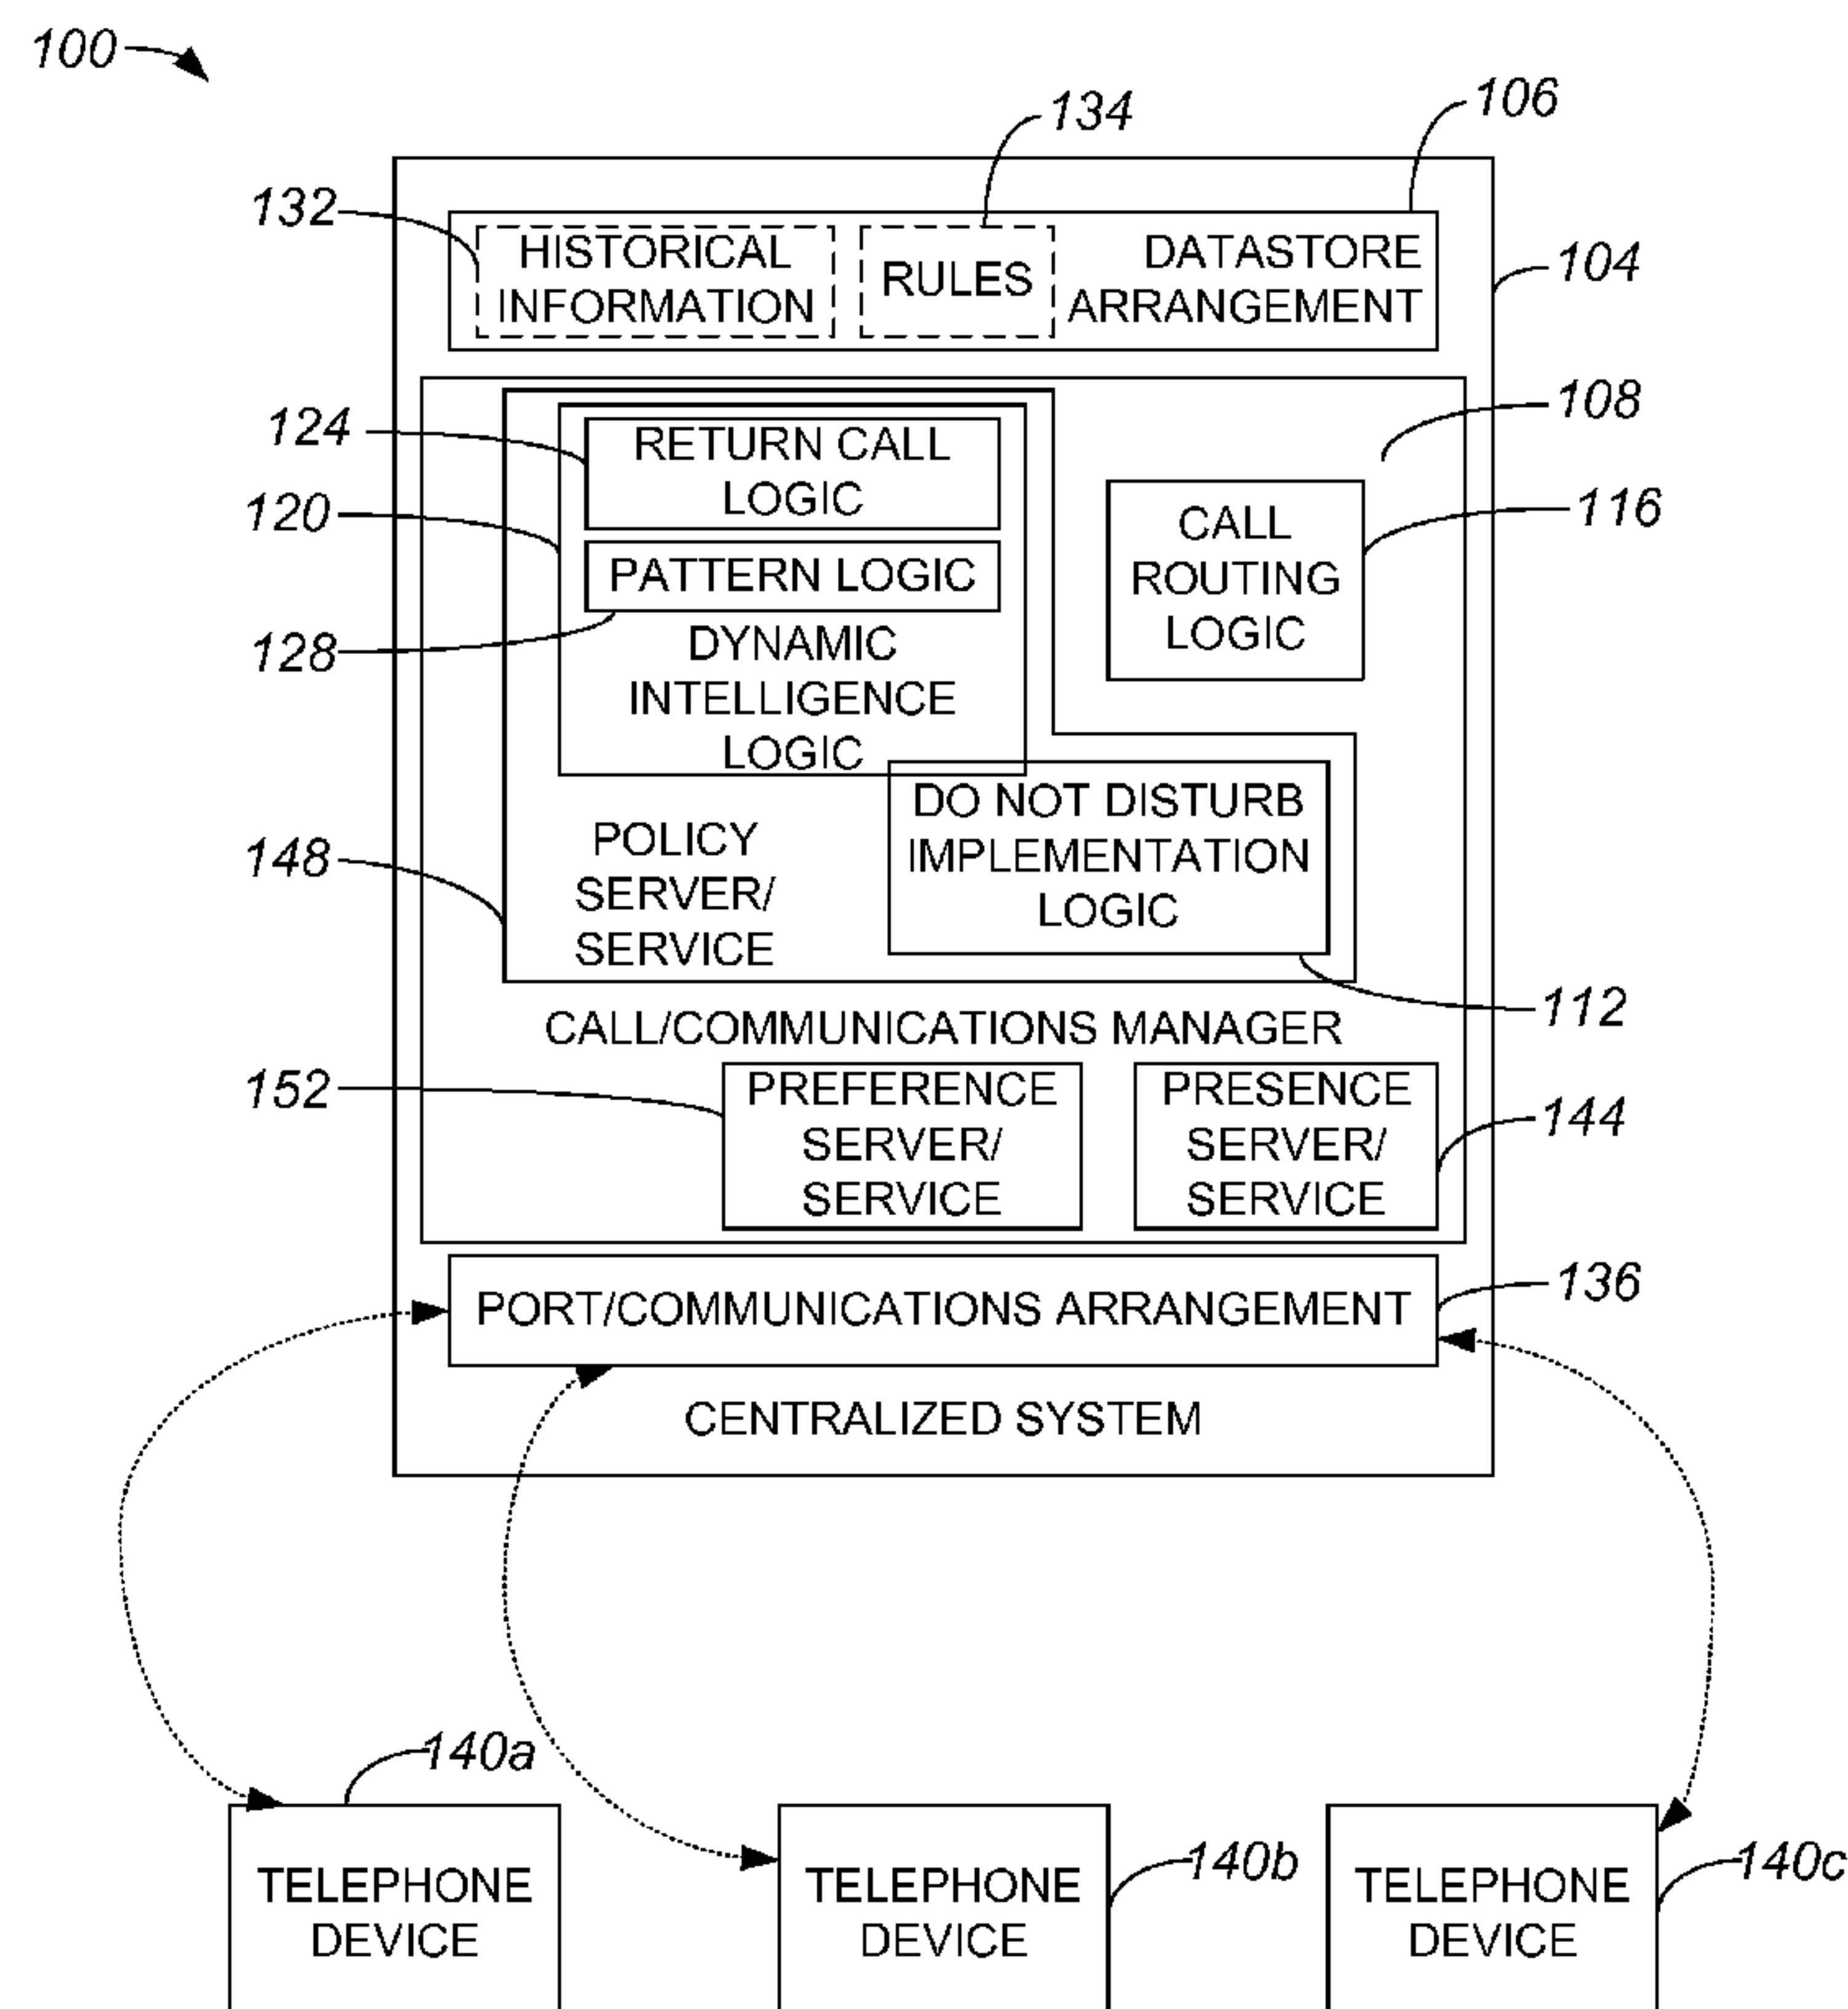 100
134
106
132
HISTORICAL
INFORMATION
RULES
DATASTORE
ARRANGEMENT
104
124
RETURN CALL
LOGIC
108
120
PATTERN LOGIC
CALL
ROUTING
LOGIC
116
128
DYNAMIC
INTELLIGENCE
LOGIC
DO NOT DISTURB
IMPLEMENTATION
LOGIC
148
POLICY
SERVER/
SERVICE
112
CALL/COMMUNICATIONS MANAGER
152
PREFERENCE
SERVER/
SERVICE
PRESENCE
SERVER/
SERVICE
144
PORT/COMMUNICATIONS ARRANGEMENT
136
CENTRALIZED SYSTEM
140a
TELEPHONE
DEVICE
140b
TELEPHONE
DEVICE
140c
TELEPHONE
DEVICE